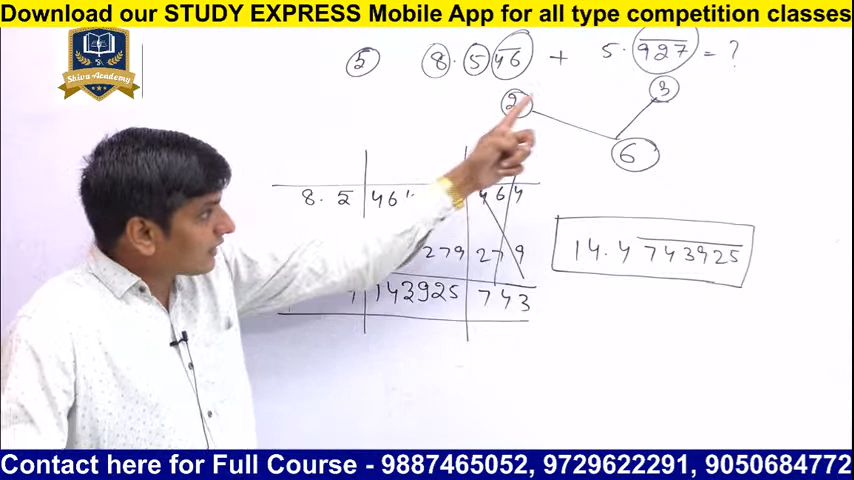 Download our STUDY EXPRESS Mobile App for all type competition classes
Shiva Academy
5 8.546 + 5.927 = ?
2 3
6
8. 5 46 464
279 279
143925 743
14.4 743925
Contact here for Full Course - 9887465052, 9729622291, 9050684772